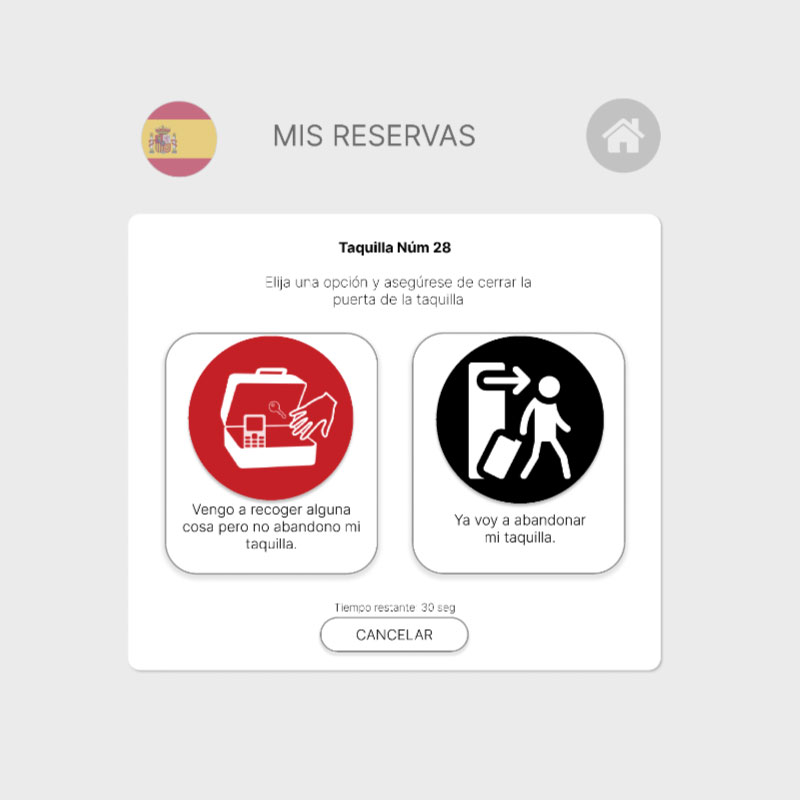 MIS RESERVAS
Taquilla Núm 28
Elija una opción y asegúrese de cerrar la
puerta de la taquilla
Vengo a recoger alguna
cosa pero no abandono mi
taquilla.
Ya voy a abandonar
mi taquilla.
Tiempo restante: 30 seg
CANCELAR